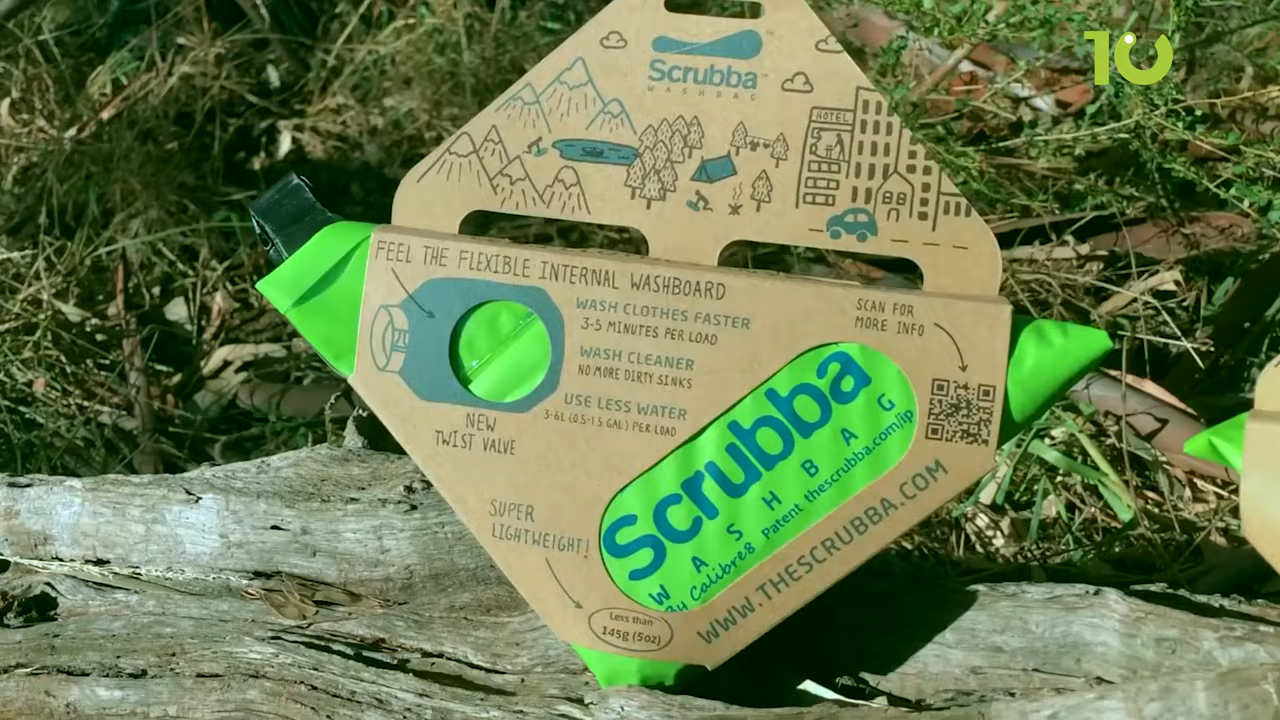 10
Scrubba™
WASHBAG
HOTEL
FEEL THE FLEXIBLE INTERNAL WASHBOARD
WASH CLOTHES FASTER
3-5 MINUTES PER LOAD
WASH CLEANER
NO MORE DIRTY SINKS
USE LESS WATER
3-6L (0.5-1.5 GAL) PER LOAD
NEW
TWIST VALVE
SCAN FOR
MORE INFO
Scrubba
WASHBAG
By Calibre8 Patent thescrubba.com/ip
SUPER
LIGHTWEIGHT!
Less than
145g (5oz)
WWW.THESCRUBBA.COM